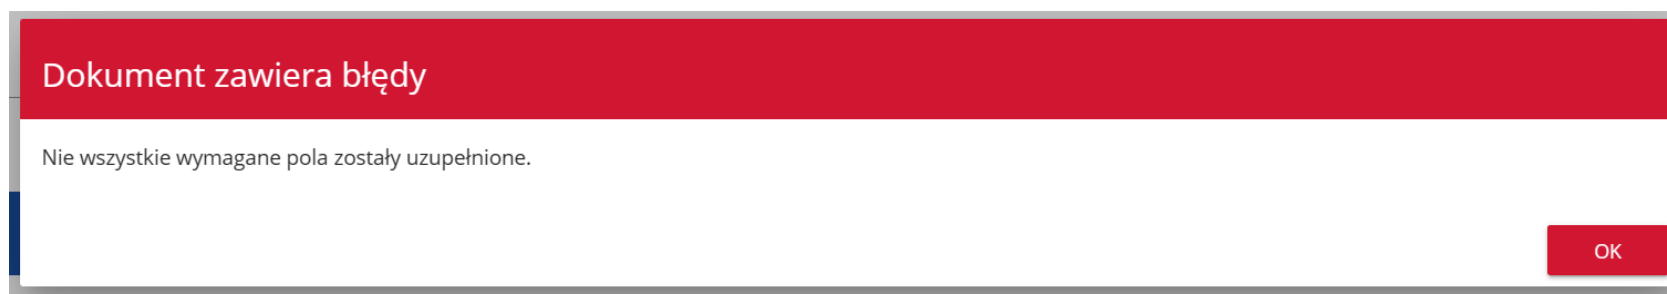 Dokument zawiera błędy
Nie wszystkie wymagane pola zostały uzupełnione.
OK